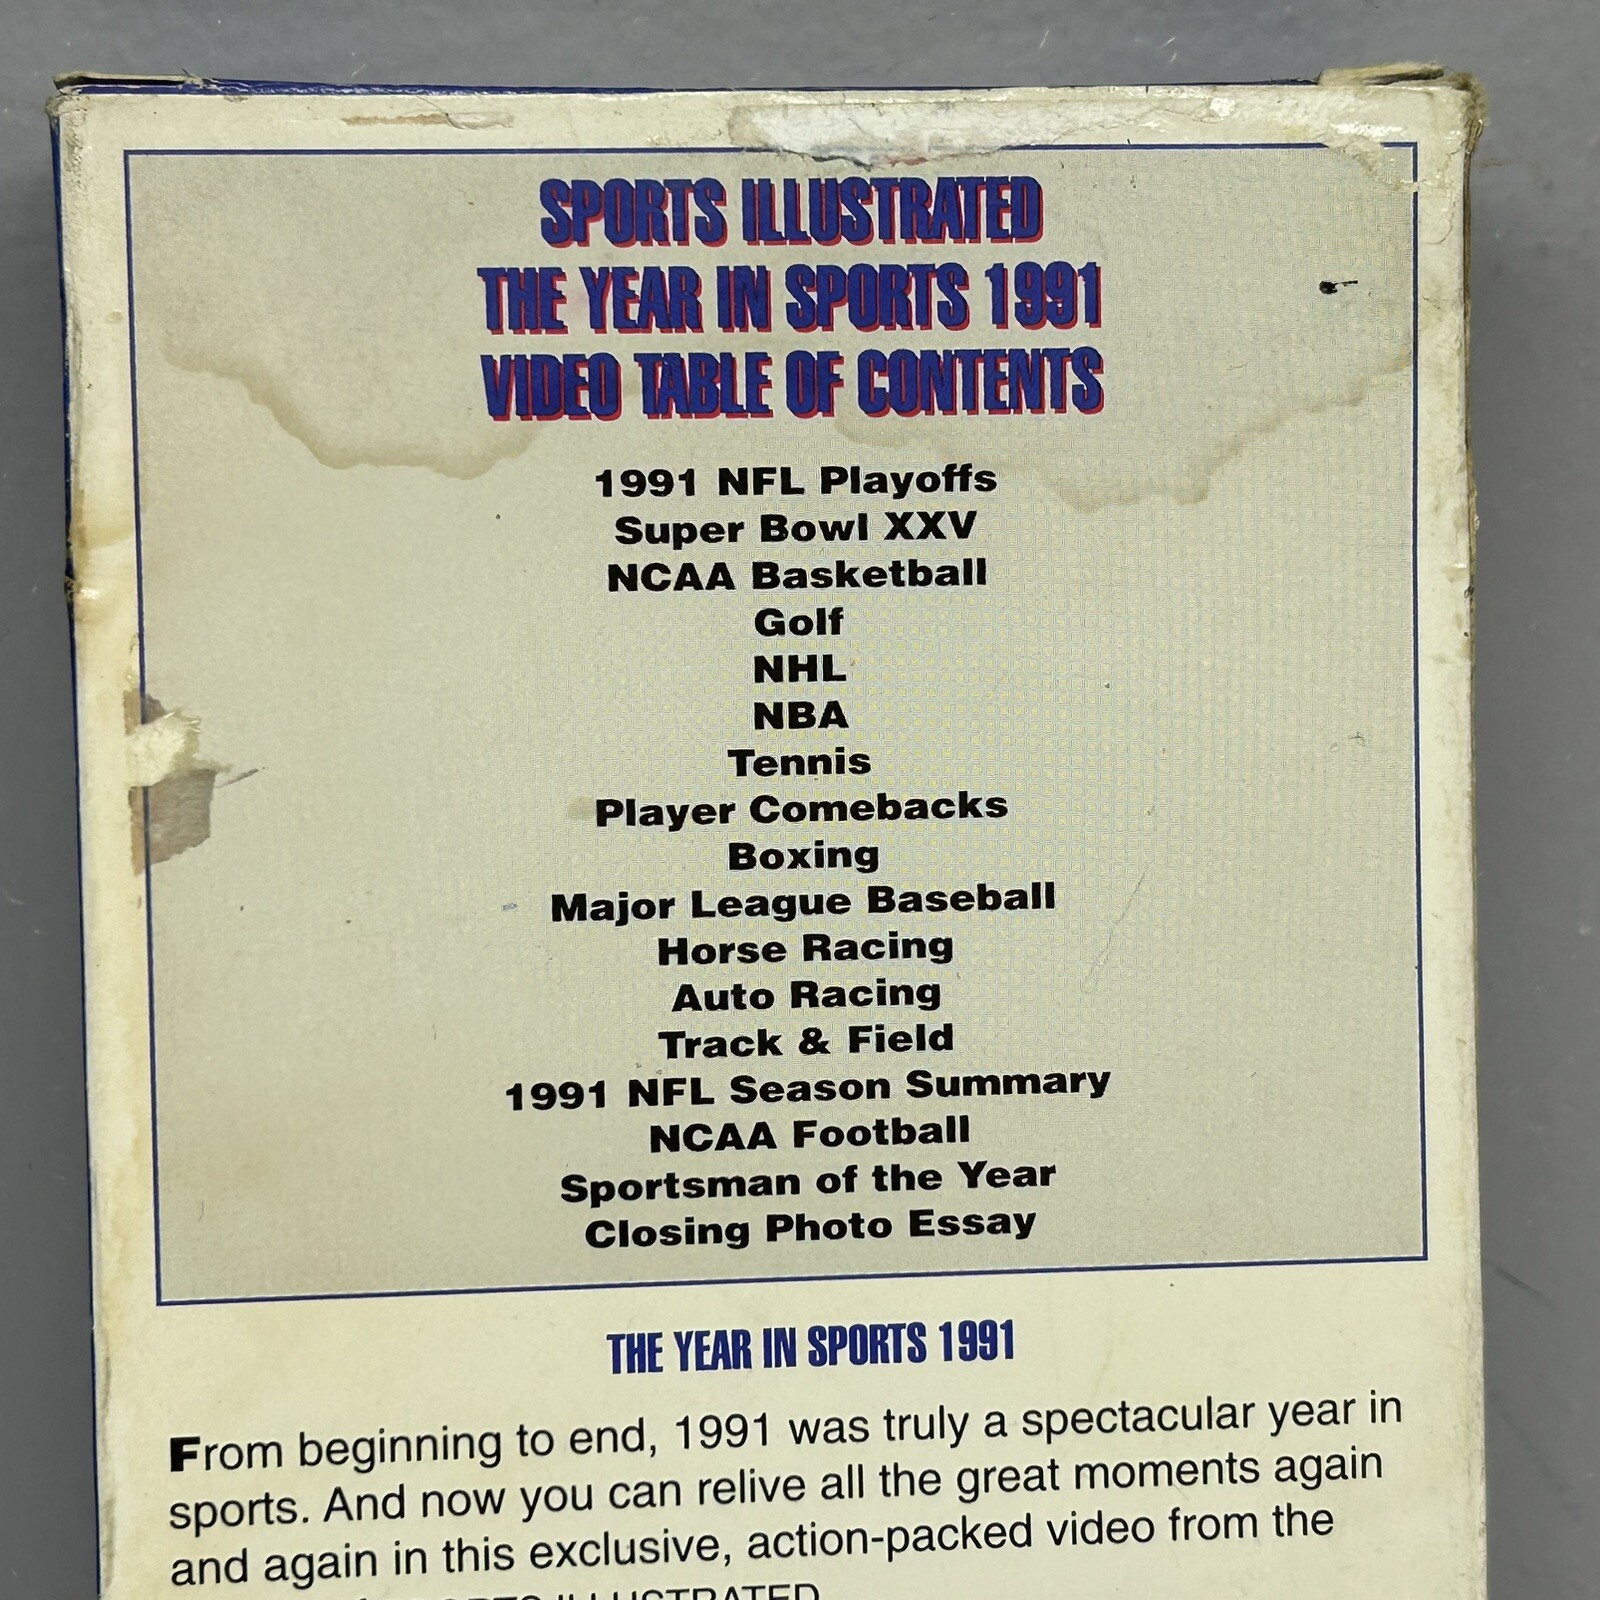 SPORTS ILLUSTRATED
THE YEAR IN SPORTS 1991
VIDEO TABLE OF CONTENTS
1991 NFL Playoffs
Super Bowl XXV
NCAA Basketball
Golf
NHL
NBA
Tennis
Player Comebacks
Boxing
Major League Baseball
Horse Racing
Auto Racing
Track & Field
1991 NFL Season Summary
NCAA Football
Sportsman of the Year
Closing Photo Essay
THE YEAR IN SPORTS 1991
From beginning to end, 1991 was truly a spectacular year in
sports. And now you can relive all the great moments again
and again in this exclusive, action-packed video from the
ILLUSTRATED